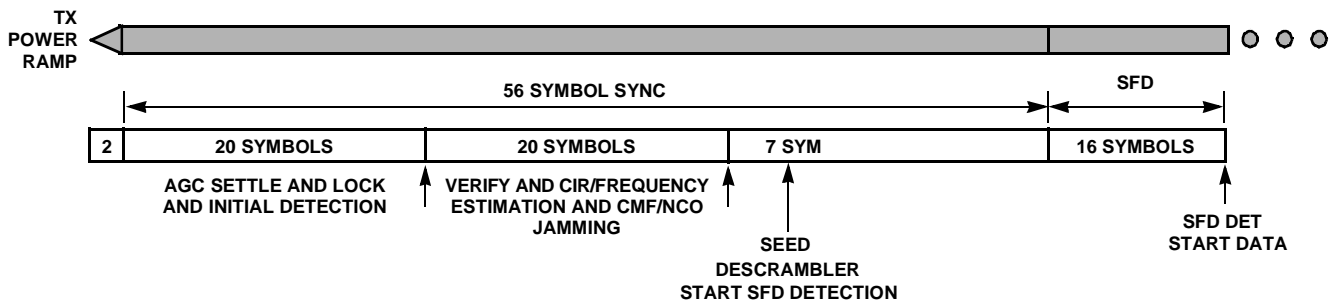 TX
POWER
RAMP
56 SYMBOL SYNC
SFD
2
20 SYMBOLS
20 SYMBOLS
7 SYM
16 SYMBOLS
AGC SETTLE AND LOCK
AND INITIAL DETECTION
VERIFY AND CIR/FREQUENCY
ESTIMATION AND CMF/NCO
JAMMING
SEED
DESCRAMBLER
START SFD DETECTION
SFD DET
START DATA